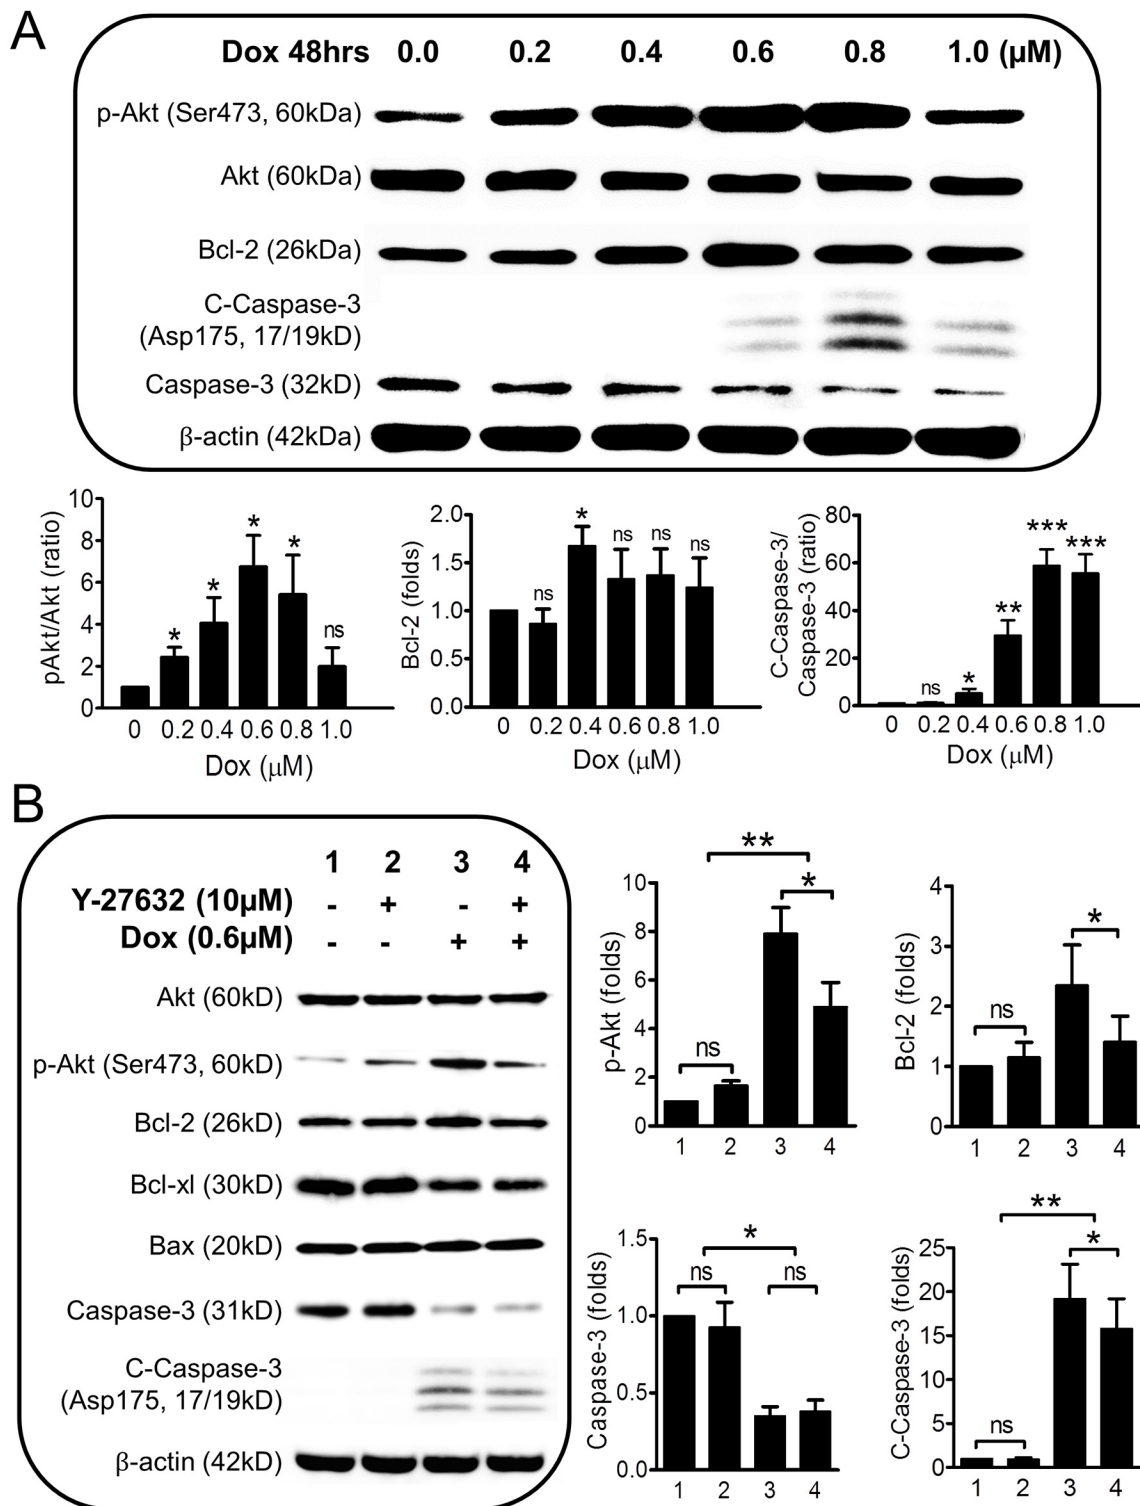 A
Dox 48hrs 0.0 0.2 0.4 0.6 0.8 1.0 (µM)
p-Akt (Ser473, 60kDa)
Akt (60kDa)
Bcl-2 (26kDa)
C-Caspase-3
(Asp175, 17/19kD)
Caspase-3 (32kD)
β-actin (42kDa)
pAkt/Akt (ratio)
10
8
6
4
2
0
* * * * ns
0 0.2 0.4 0.6 0.8 1.0
Dox (µM)
Bcl-2 (folds)
2.0
1.5
1.0
0.5
0.0
ns * ns ns ns
0 0.2 0.4 0.6 0.8 1.0
Dox (µM)
C-Caspase-3/
Caspase-3 (ratio)
80
60
40
20
0
ns * ** *** ***
0 0.2 0.4 0.6 0.8 1.0
Dox (µM)
B
1 2 3 4
Y-27632 (10µM) - + - +
Dox (0.6µM) - - + +
Akt (60kD)
p-Akt (Ser473, 60kD)
Bcl-2 (26kD)
Bcl-xl (30kD)
Bax (20kD)
Caspase-3 (31kD)
C-Caspase-3
(Asp175, 17/19kD)
β-actin (42kD)
p-Akt (folds)
10
8
6
4
2
0
**
*
ns
1 2 3 4
Bcl-2 (folds)
4
3
2
1
0
*
ns
1 2 3 4
Caspase-3 (folds)
1.5
1.0
0.5
0.0
*
ns ns
1 2 3 4
C-Caspase-3 (folds)
25
20
15
10
5
0
**
*
ns
1 2 3 4